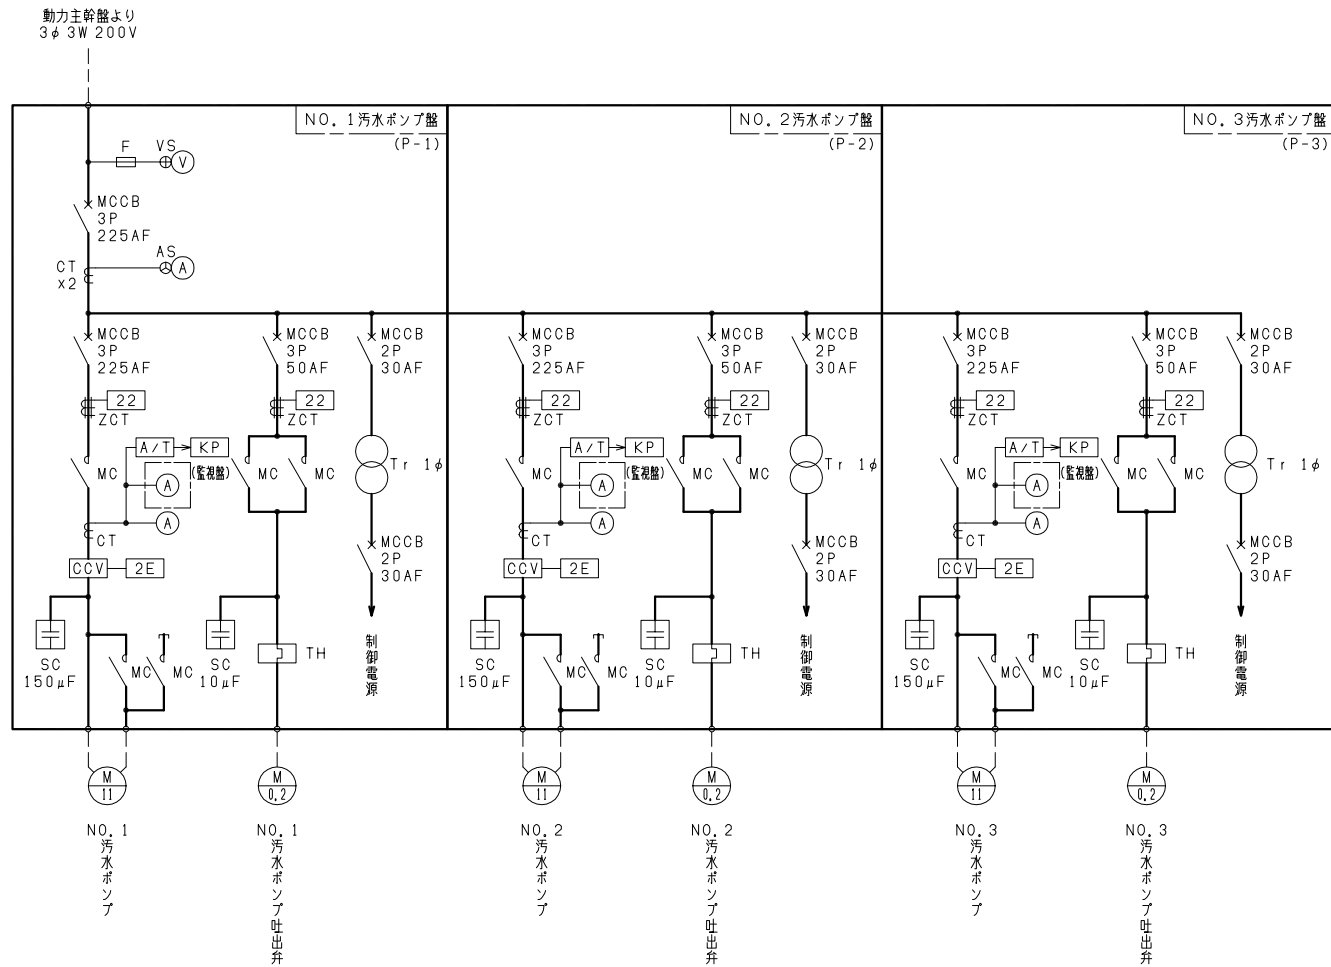 動力主幹盤より
3φ 3W 200V
NO. 1汚水ポンプ盤
(P-1)
F
VS
V
MCCB
3P
225AF
CT
x2
AS
A
MCCB
3P
225AF
MCCB
3P
50AF
MCCB
2P
30AF
22
ZCT
22
ZCT
A/T
KP
(監視盤)
A
A
MC
MC
MC
Tr 1φ
CT
CCV
2E
MCCB
2P
30AF
SC
150μF
MC
MC
SC
10μF
TH
制御電源
M
11
M
0.2
NO. 1
汚水ポンプ
NO. 1
汚水ポンプ吐出弁
NO. 2汚水ポンプ盤
(P-2)
MCCB
3P
225AF
MCCB
3P
50AF
MCCB
2P
30AF
22
ZCT
22
ZCT
A/T
KP
(監視盤)
A
A
MC
MC
MC
Tr 1φ
CT
CCV
2E
MCCB
2P
30AF
SC
150μF
MC
MC
SC
10μF
TH
制御電源
M
11
M
0.2
NO. 2
汚水ポンプ
NO. 2
汚水ポンプ吐出弁
NO. 3汚水ポンプ盤
(P-3)
MCCB
3P
225AF
MCCB
3P
50AF
MCCB
2P
30AF
22
ZCT
22
ZCT
A/T
KP
(監視盤)
A
A
MC
MC
MC
Tr 1φ
CT
CCV
2E
MCCB
2P
30AF
SC
150μF
MC
MC
SC
10μF
TH
制御電源
M
11
M
0.2
NO. 3
汚水ポンプ
NO. 3
汚水ポンプ吐出弁